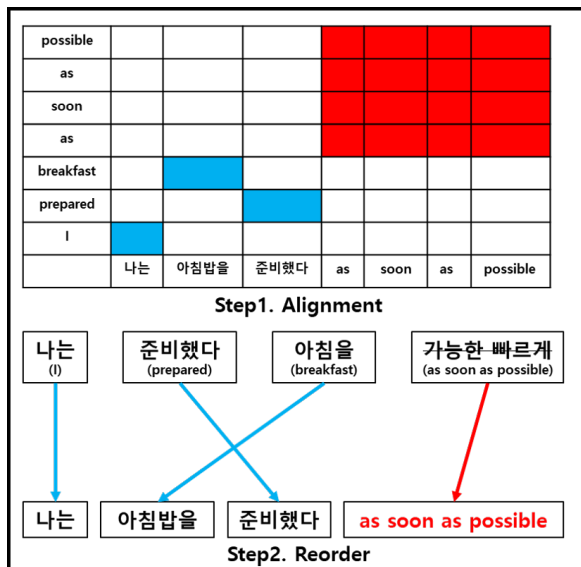 possible
as
soon
as
breakfast
prepared
I
나는 아침밥을 준비했다 as soon as possible
Step1. Alignment
나는 준비했다 아침을 가능한 빠르게
(I) (prepared) (breakfast) (as soon as possible)
나는 아침밥을 준비했다 as soon as possible
Step2. Reorder